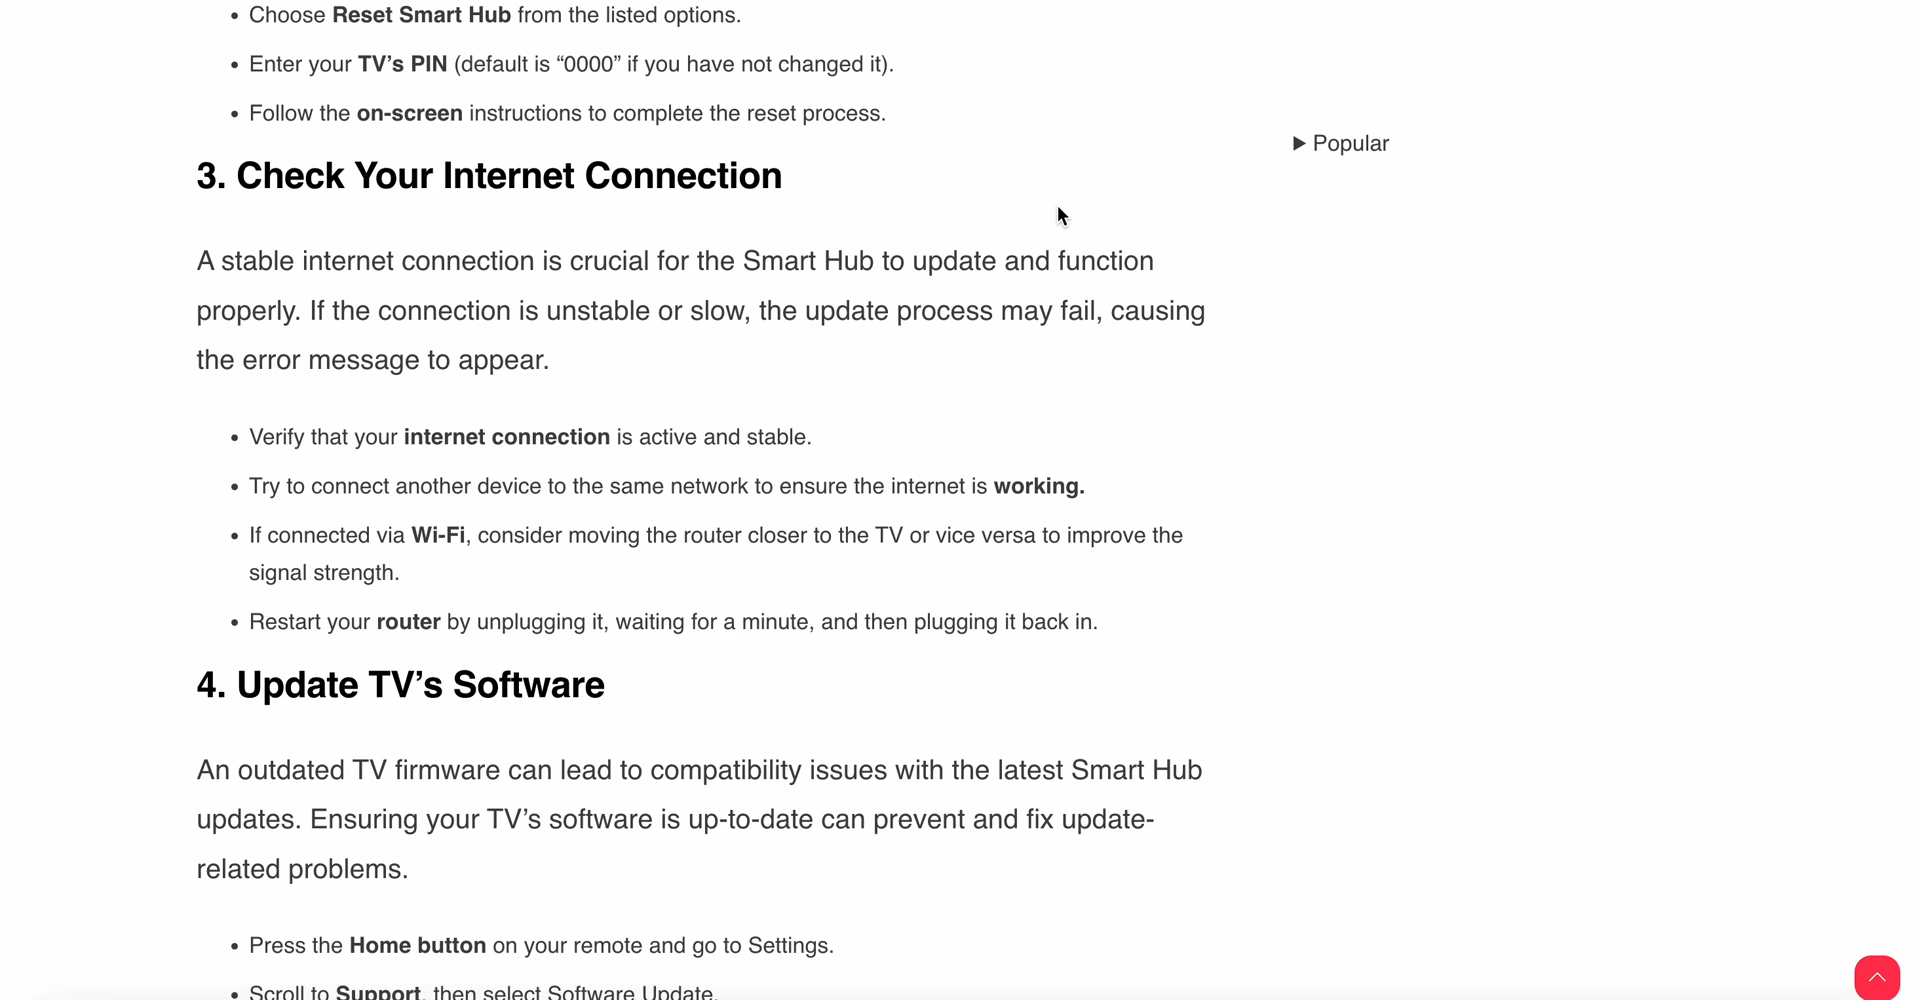 Choose Reset Smart Hub from the listed options.
Enter your TV’s PIN (default is “0000” if you have not changed it).
Follow the on-screen instructions to complete the reset process.
▶ Popular
3. Check Your Internet Connection
A stable internet connection is crucial for the Smart Hub to update and function
properly. If the connection is unstable or slow, the update process may fail, causing
the error message to appear.
Verify that your internet connection is active and stable.
Try to connect another device to the same network to ensure the internet is working.
If connected via Wi-Fi, consider moving the router closer to the TV or vice versa to improve the
signal strength.
Restart your router by unplugging it, waiting for a minute, and then plugging it back in.
4. Update TV’s Software
An outdated TV firmware can lead to compatibility issues with the latest Smart Hub
updates. Ensuring your TV’s software is up-to-date can prevent and fix update-
related problems.
Press the Home button on your remote and go to Settings.
Scroll to Support, then select Software Update.